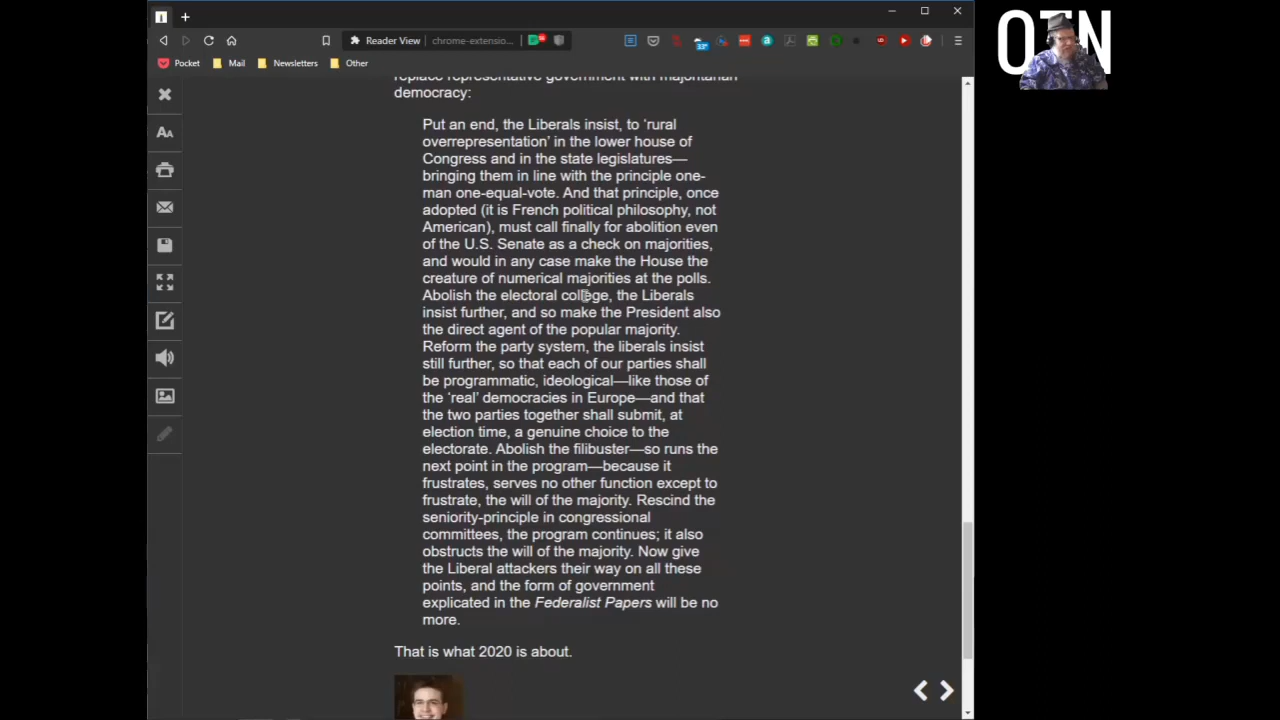 Reader View
chrome-extensio...
33°
Pocket
Mail
Newsletters
Other
OTN
AA
replace representative government with majoritarian
democracy:
Put an end, the Liberals insist, to ‘rural
overrepresentation’ in the lower house of
Congress and in the state legislatures—
bringing them in line with the principle one-
man one-equal-vote. And that principle, once
adopted (it is French political philosophy, not
American), must call finally for abolition even
of the U.S. Senate as a check on majorities,
and would in any case make the House the
creature of numerical majorities at the polls.
Abolish the electoral college, the Liberals
insist further, and so make the President also
the direct agent of the popular majority.
Reform the party system, the liberals insist
still further, so that each of our parties shall
be programmatic, ideological—like those of
the ‘real’ democracies in Europe—and that
the two parties together shall submit, at
election time, a genuine choice to the
electorate. Abolish the filibuster—so runs the
next point in the program—because it
frustrates, serves no other function except to
frustrate, the will of the majority. Rescind the
seniority-principle in congressional
committees, the program continues; it also
obstructs the will of the majority. Now give
the Liberal attackers their way on all these
points, and the form of government
explicated in the Federalist Papers will be no
more.
That is what 2020 is about.